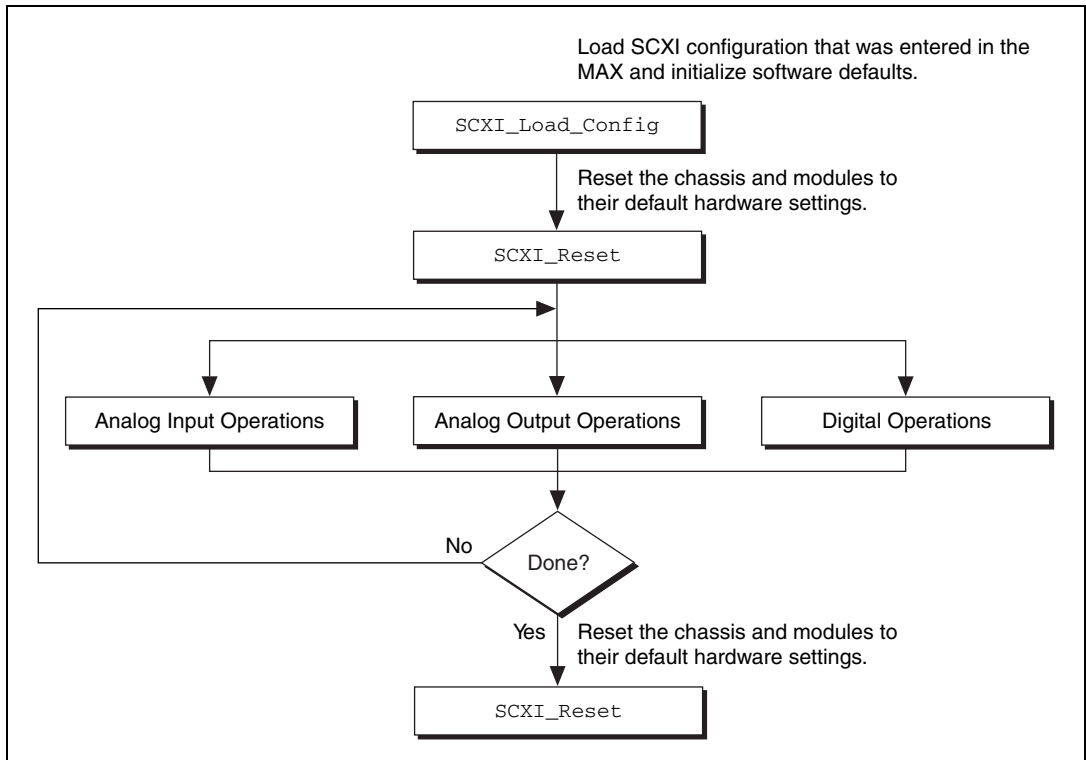 Load SCXI configuration that was entered in the
MAX and initialize software defaults.
SCXI_Load_Config
Reset the chassis and modules to
their default hardware settings.
SCXI_Reset
Analog Input Operations
Analog Output Operations
Digital Operations
No
Done?
Yes
Reset the chassis and modules to
their default hardware settings.
SCXI_Reset